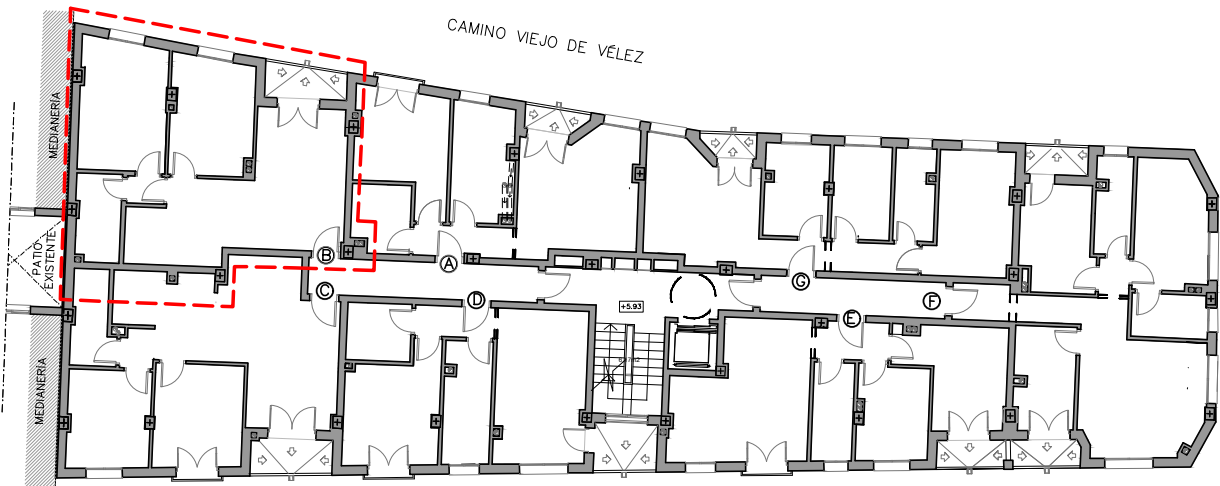 CAMINO VIEJO DE VÉLEZ
MEDIANERÍA
PATIO
EXISTENTE
B
A
C
D
G
F
E
+5.93
MEDIANERÍA